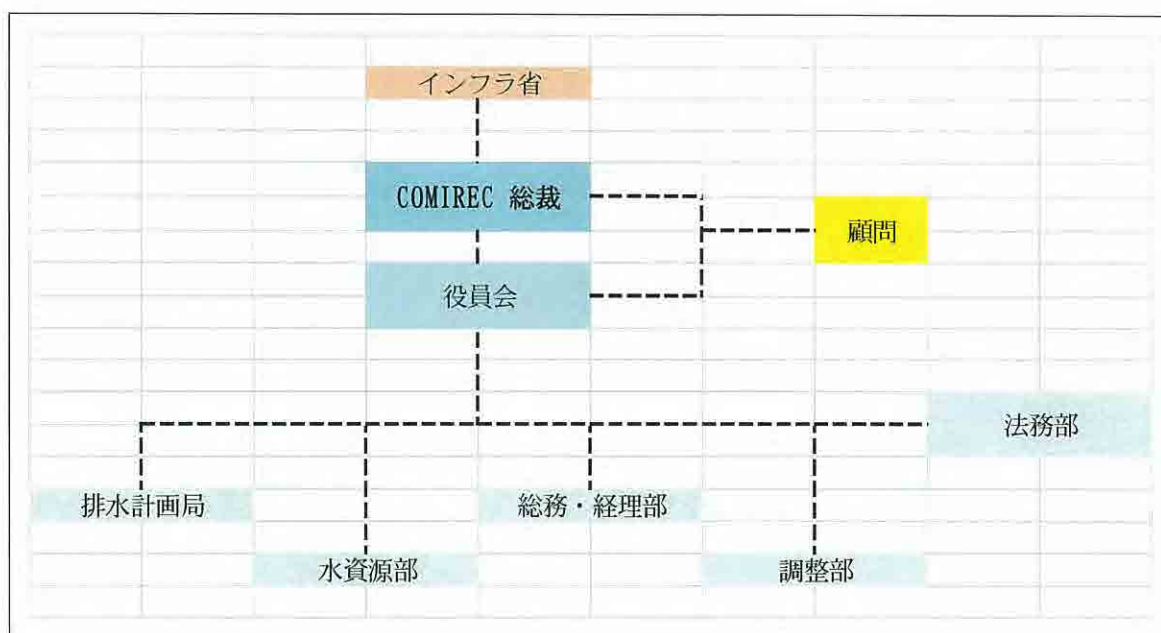 インフラ省
COMIREC 総裁
顧問
役員会
法務部
排水計画局
総務・経理部
水資源部
調整部